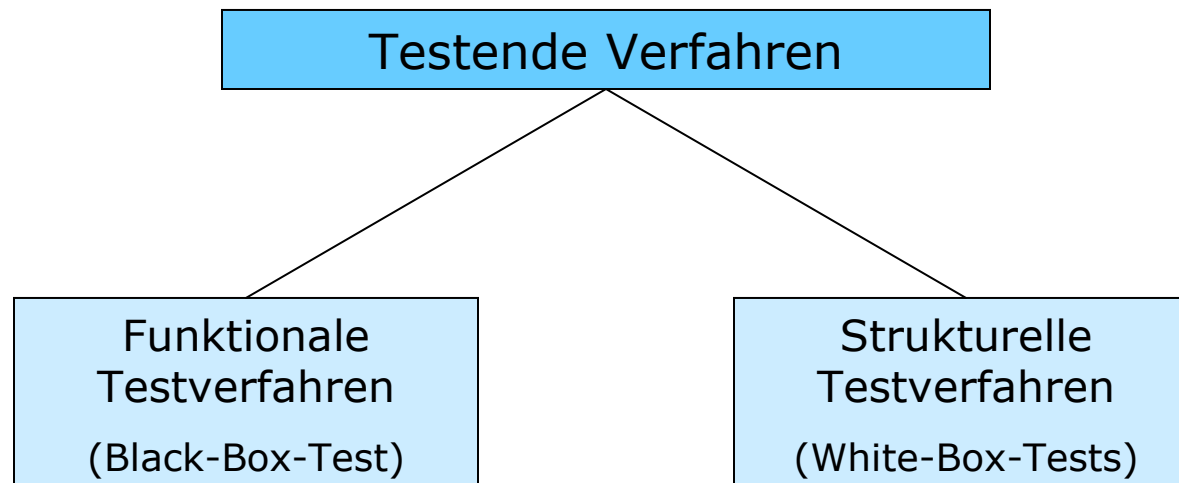 Testende Verfahren
Funktionale
Testverfahren
(Black-Box-Test)
Strukturelle
Testverfahren
(White-Box-Tests)